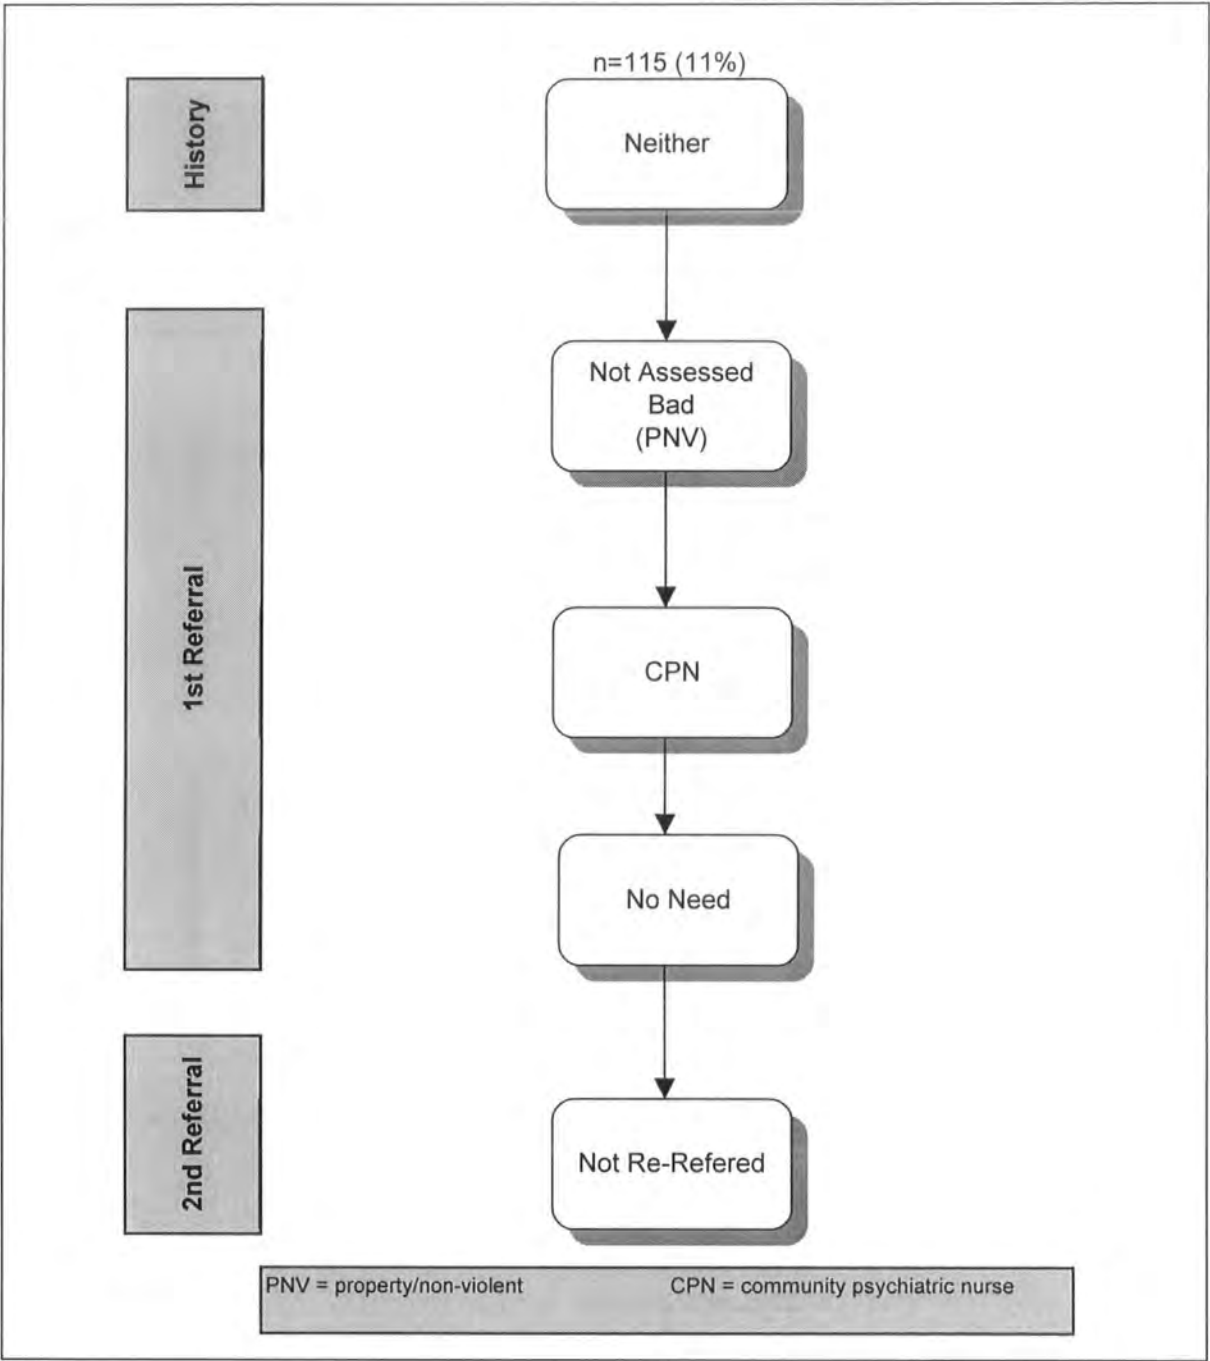 n=115 (11%)
History
Neither
1st Referral
Not Assessed
Bad
(PNV)
CPN
No Need
2nd Referral
Not Re-Refered
PNV = property/non-violent CPN = community psychiatric nurse